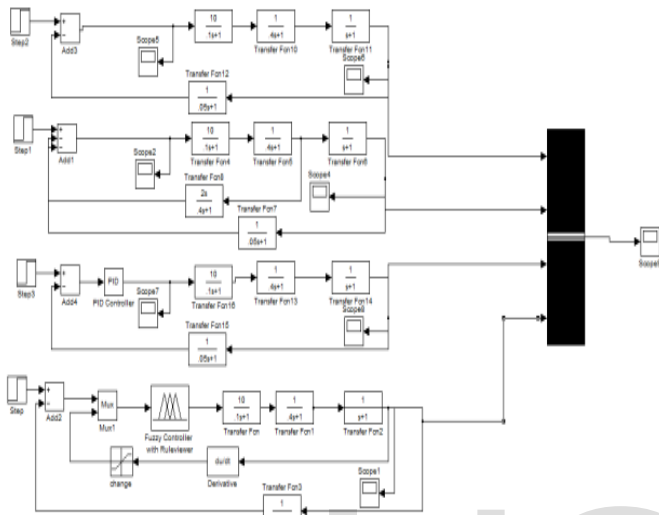 Step2
Add3
Scope5
10
.1s+1
1
.4s+1
Transfer Fcn10
1
s+1
Transfer Fcn11
Scope6
Transfer Fcn12
1
.05s+1
Step1
Add1
Scope2
10
.1s+1
Transfer Fcn4
1
.4s+1
Transfer Fcn5
1
s+1
Transfer Fcn6
Scope4
Transfer Fcn8
2s
.4s+1
Transfer Fcn7
1
.05s+1
Step3
Add4
PID
PID Controller
Scope7
10
.1s+1
Transfer Fcn16
1
.4s+1
Transfer Fcn13
1
s+1
Transfer Fcn14
Scope8
Transfer Fcn15
1
.05s+1
Step
Add2
Mux
Mux1
Fuzzy Controller
with Ruleviewer
10
.1s+1
Transfer Fcn
1
.4s+1
Transfer Fcn1
1
s+1
Transfer Fcn2
change
du/dt
Derivative
Scope1
Transfer Fcn3
1